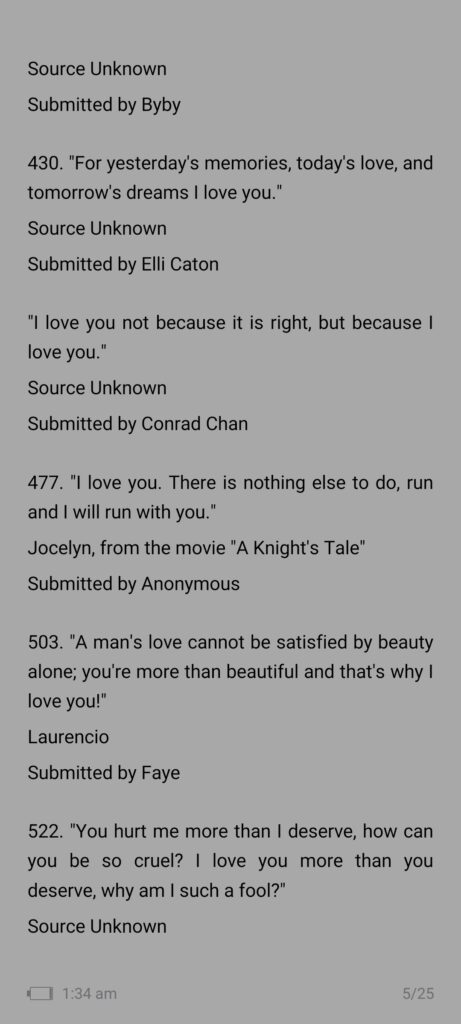 Source Unknown
Submitted by Byby
430. "For yesterday's memories, today's love, and
tomorrow's dreams I love you."
Source Unknown
Submitted by Elli Caton
"I love you not because it is right, but because I
love you."
Source Unknown
Submitted by Conrad Chan
477. "I love you. There is nothing else to do, run
and I will run with you."
Jocelyn, from the movie "A Knight's Tale"
Submitted by Anonymous
503. "A man's love cannot be satisfied by beauty
alone; you're more than beautiful and that's why I
love you!"
Laurencio
Submitted by Faye
522. "You hurt me more than I deserve, how can
you be so cruel? I love you more than you
deserve, why am I such a fool?"
Source Unknown
1:34 am
5/25